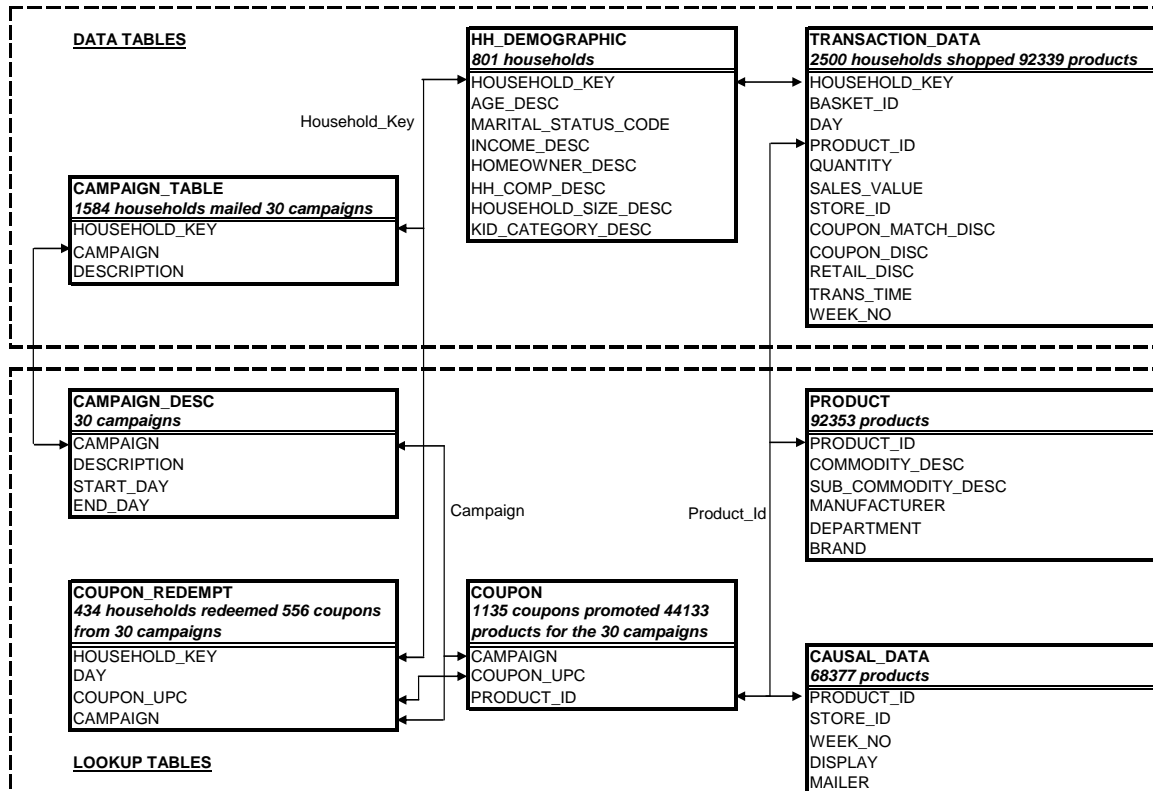 DATA TABLES
HH_DEMOGRAPHIC
801 households
HOUSEHOLD_KEY
AGE_DESC
MARITAL_STATUS_CODE
INCOME_DESC
HOMEOWNER_DESC
HH_COMP_DESC
HOUSEHOLD_SIZE_DESC
KID_CATEGORY_DESC
TRANSACTION_DATA
2500 households shopped 92339 products
HOUSEHOLD_KEY
BASKET_ID
DAY
PRODUCT_ID
QUANTITY
SALES_VALUE
STORE_ID
COUPON_MATCH_DISC
COUPON_DISC
RETAIL_DISC
TRANS_TIME
WEEK_NO
Household_Key
CAMPAIGN_TABLE
1584 households mailed 30 campaigns
HOUSEHOLD_KEY
CAMPAIGN
DESCRIPTION
CAMPAIGN_DESC
30 campaigns
CAMPAIGN
DESCRIPTION
START_DAY
END_DAY
Campaign
Product_Id
PRODUCT
92353 products
PRODUCT_ID
COMMODITY_DESC
SUB_COMMODITY_DESC
MANUFACTURER
DEPARTMENT
BRAND
COUPON_REDEMPT
434 households redeemed 556 coupons
from 30 campaigns
HOUSEHOLD_KEY
DAY
COUPON_UPC
CAMPAIGN
COUPON
1135 coupons promoted 44133
products for the 30 campaigns
CAMPAIGN
COUPON_UPC
PRODUCT_ID
CAUSAL_DATA
68377 products
PRODUCT_ID
STORE_ID
WEEK_NO
DISPLAY
MAILER
LOOKUP TABLES